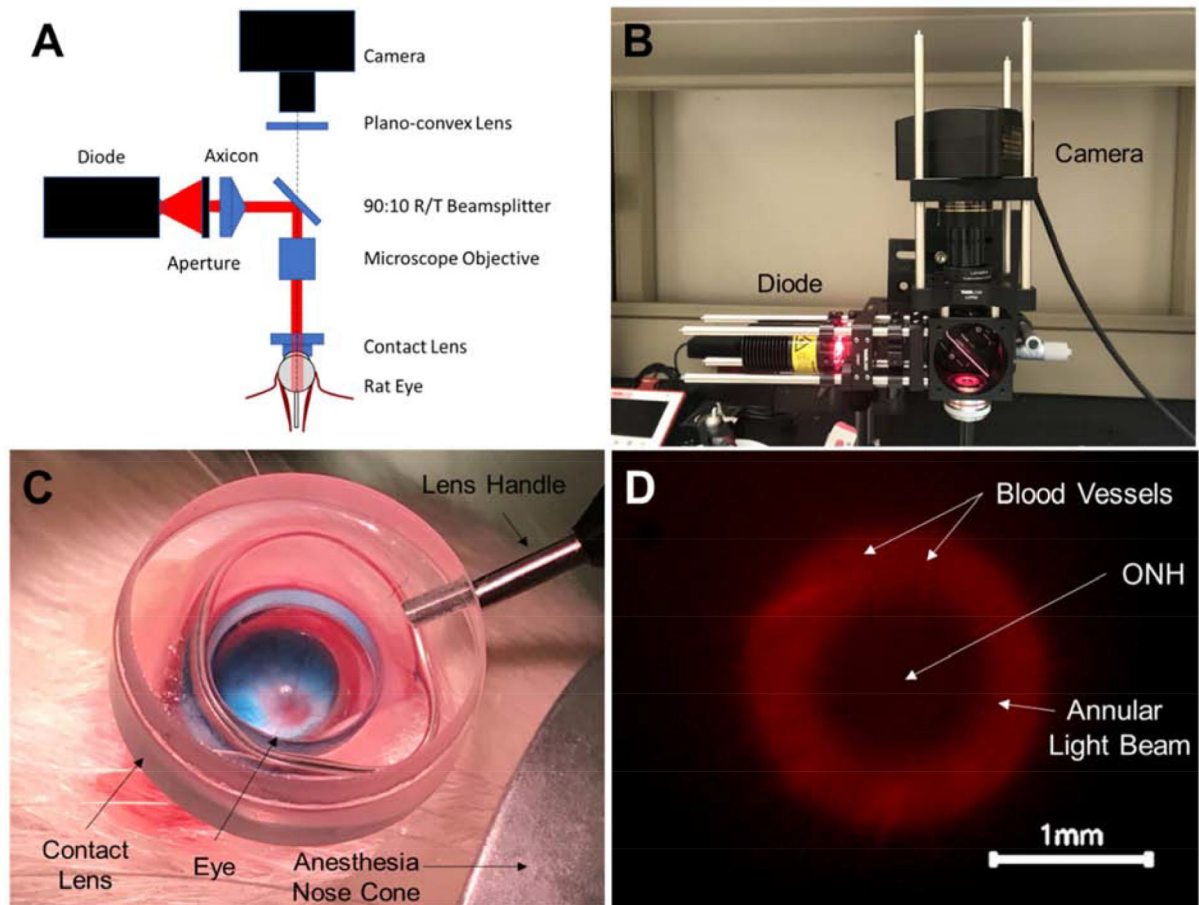 A
Camera
Plano-convex Lens
Diode
Axicon
90:10 R/T Beamsplitter
Aperture
Microscope Objective
Contact Lens
Rat Eye
B
Camera
Diode
C
Lens Handle
Contact
Lens
Eye
Anesthesia
Nose Cone
D
Blood Vessels
ONH
Annular
Light Beam
1mm